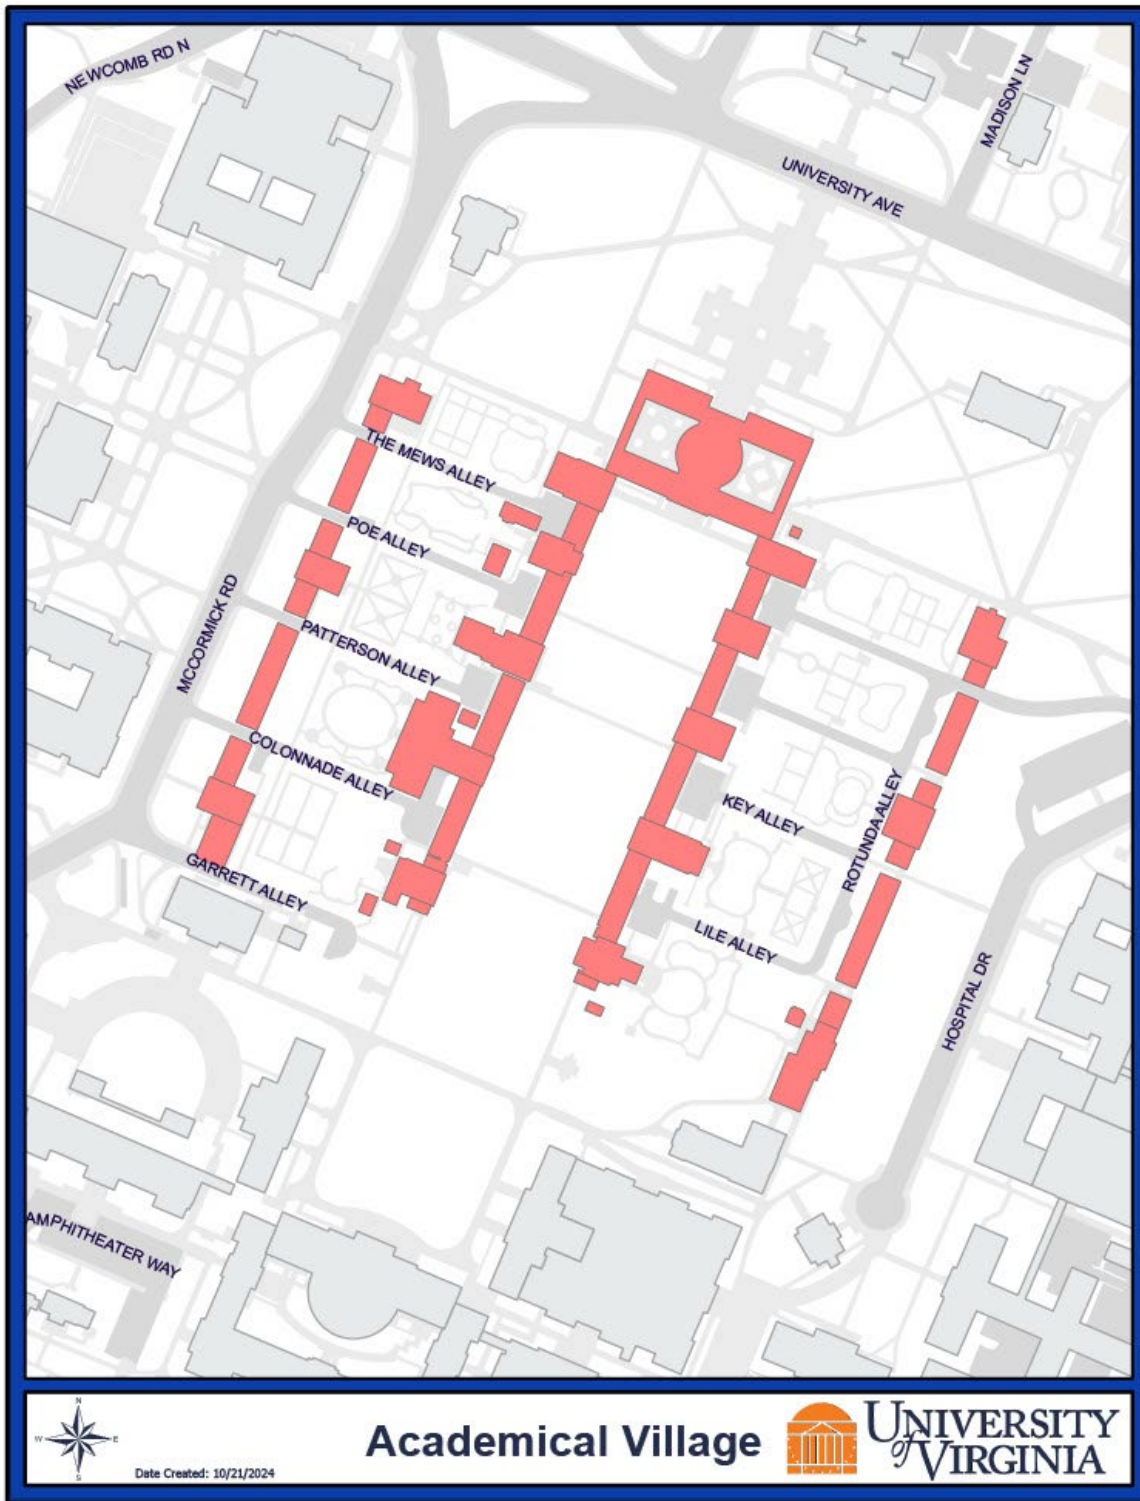 NEWCOMB RD N
MADISON LN
UNIVERSITY AVE
THE MEWS ALLEY
POE ALLEY
MCCORMICK RD
PATTERSON ALLEY
COLONNADE ALLEY
KEY ALLEY
ROTUNDA ALLEY
GARRETT ALLEY
LILE ALLEY
HOSPITAL DR
AMPHITHEATER WAY
N
W
E
S
Date Created: 10/21/2024
Academical Village
UNIVERSITY
of VIRGINIA